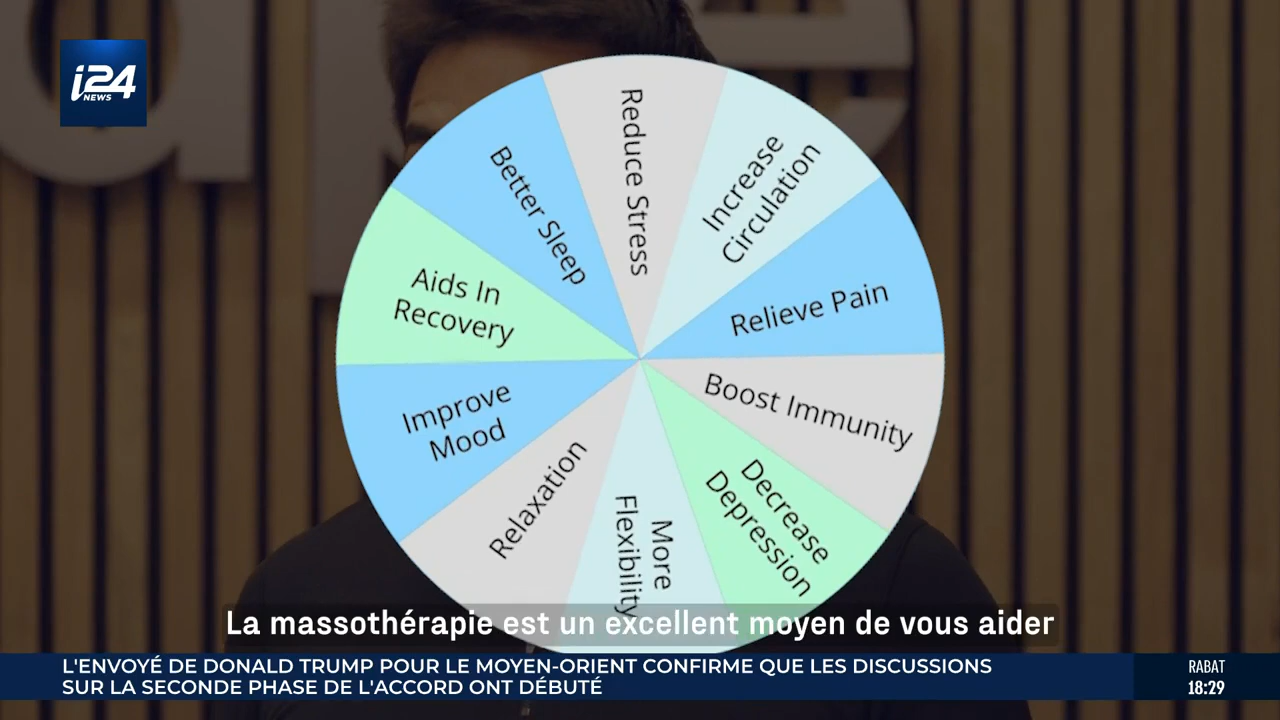 i24
NEWS
Reduce Stress
Increase
Circulation
Relieve Pain
Boost Immunity
Decrease
Depression
More
Flexibility
Relaxation
Improve
Mood
Aids In
Recovery
Better Sleep
La massothérapie est un excellent moyen de vous aider
L'ENVOYÉ DE DONALD TRUMP POUR LE MOYEN-ORIENT CONFIRME QUE LES DISCUSSIONS
SUR LA SECONDE PHASE DE L'ACCORD ONT DÉBUTÉ
RABAT
18:29